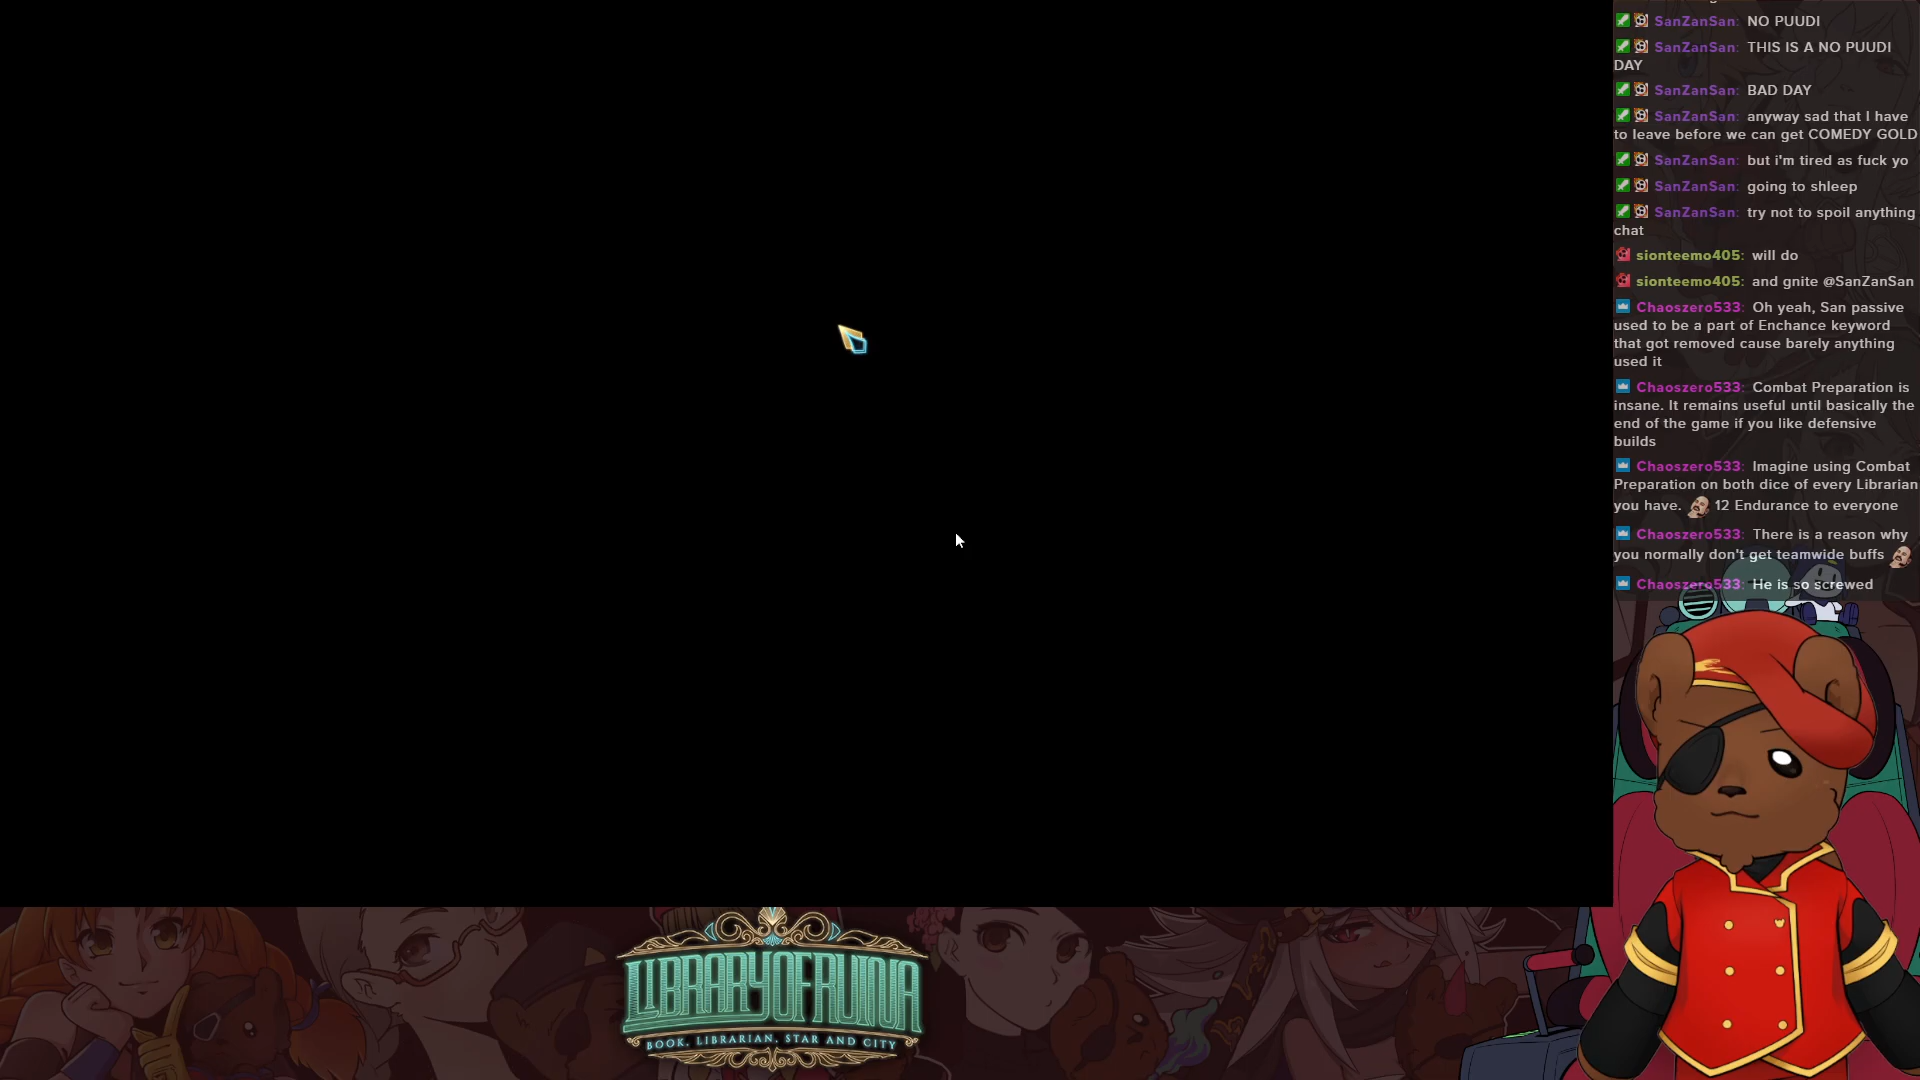 SanZanSan: NO PUUDI
SanZanSan: THIS IS A NO PUUDI
DAY
SanZanSan: BAD DAY
SanZanSan: anyway sad that I have
to leave before we can get COMEDY GOLD
SanZanSan: but i'm tired as fuck yo
SanZanSan: going to shleep
SanZanSan: try not to spoil anything
chat
sionteemo405: will do
sionteemo405: and gnite @SanZanSan
Chaoszero533: Oh yeah, San passive
used to be a part of Enchance keyword
that got removed cause barely anything
used it
Chaoszero533: Combat Preparation is
insane. It remains useful until basically the
end of the game if you like defensive
builds
Chaoszero533: Imagine using Combat
Preparation on both dice of every Librarian
you have. 12 Endurance to everyone
Chaoszero533: There is a reason why
you normally don't get teamwide buffs
Chaoszero533: He is so screwed
LIBRARY OF RUINA
BOOK, LIBRARIAN, STAR AND CITY